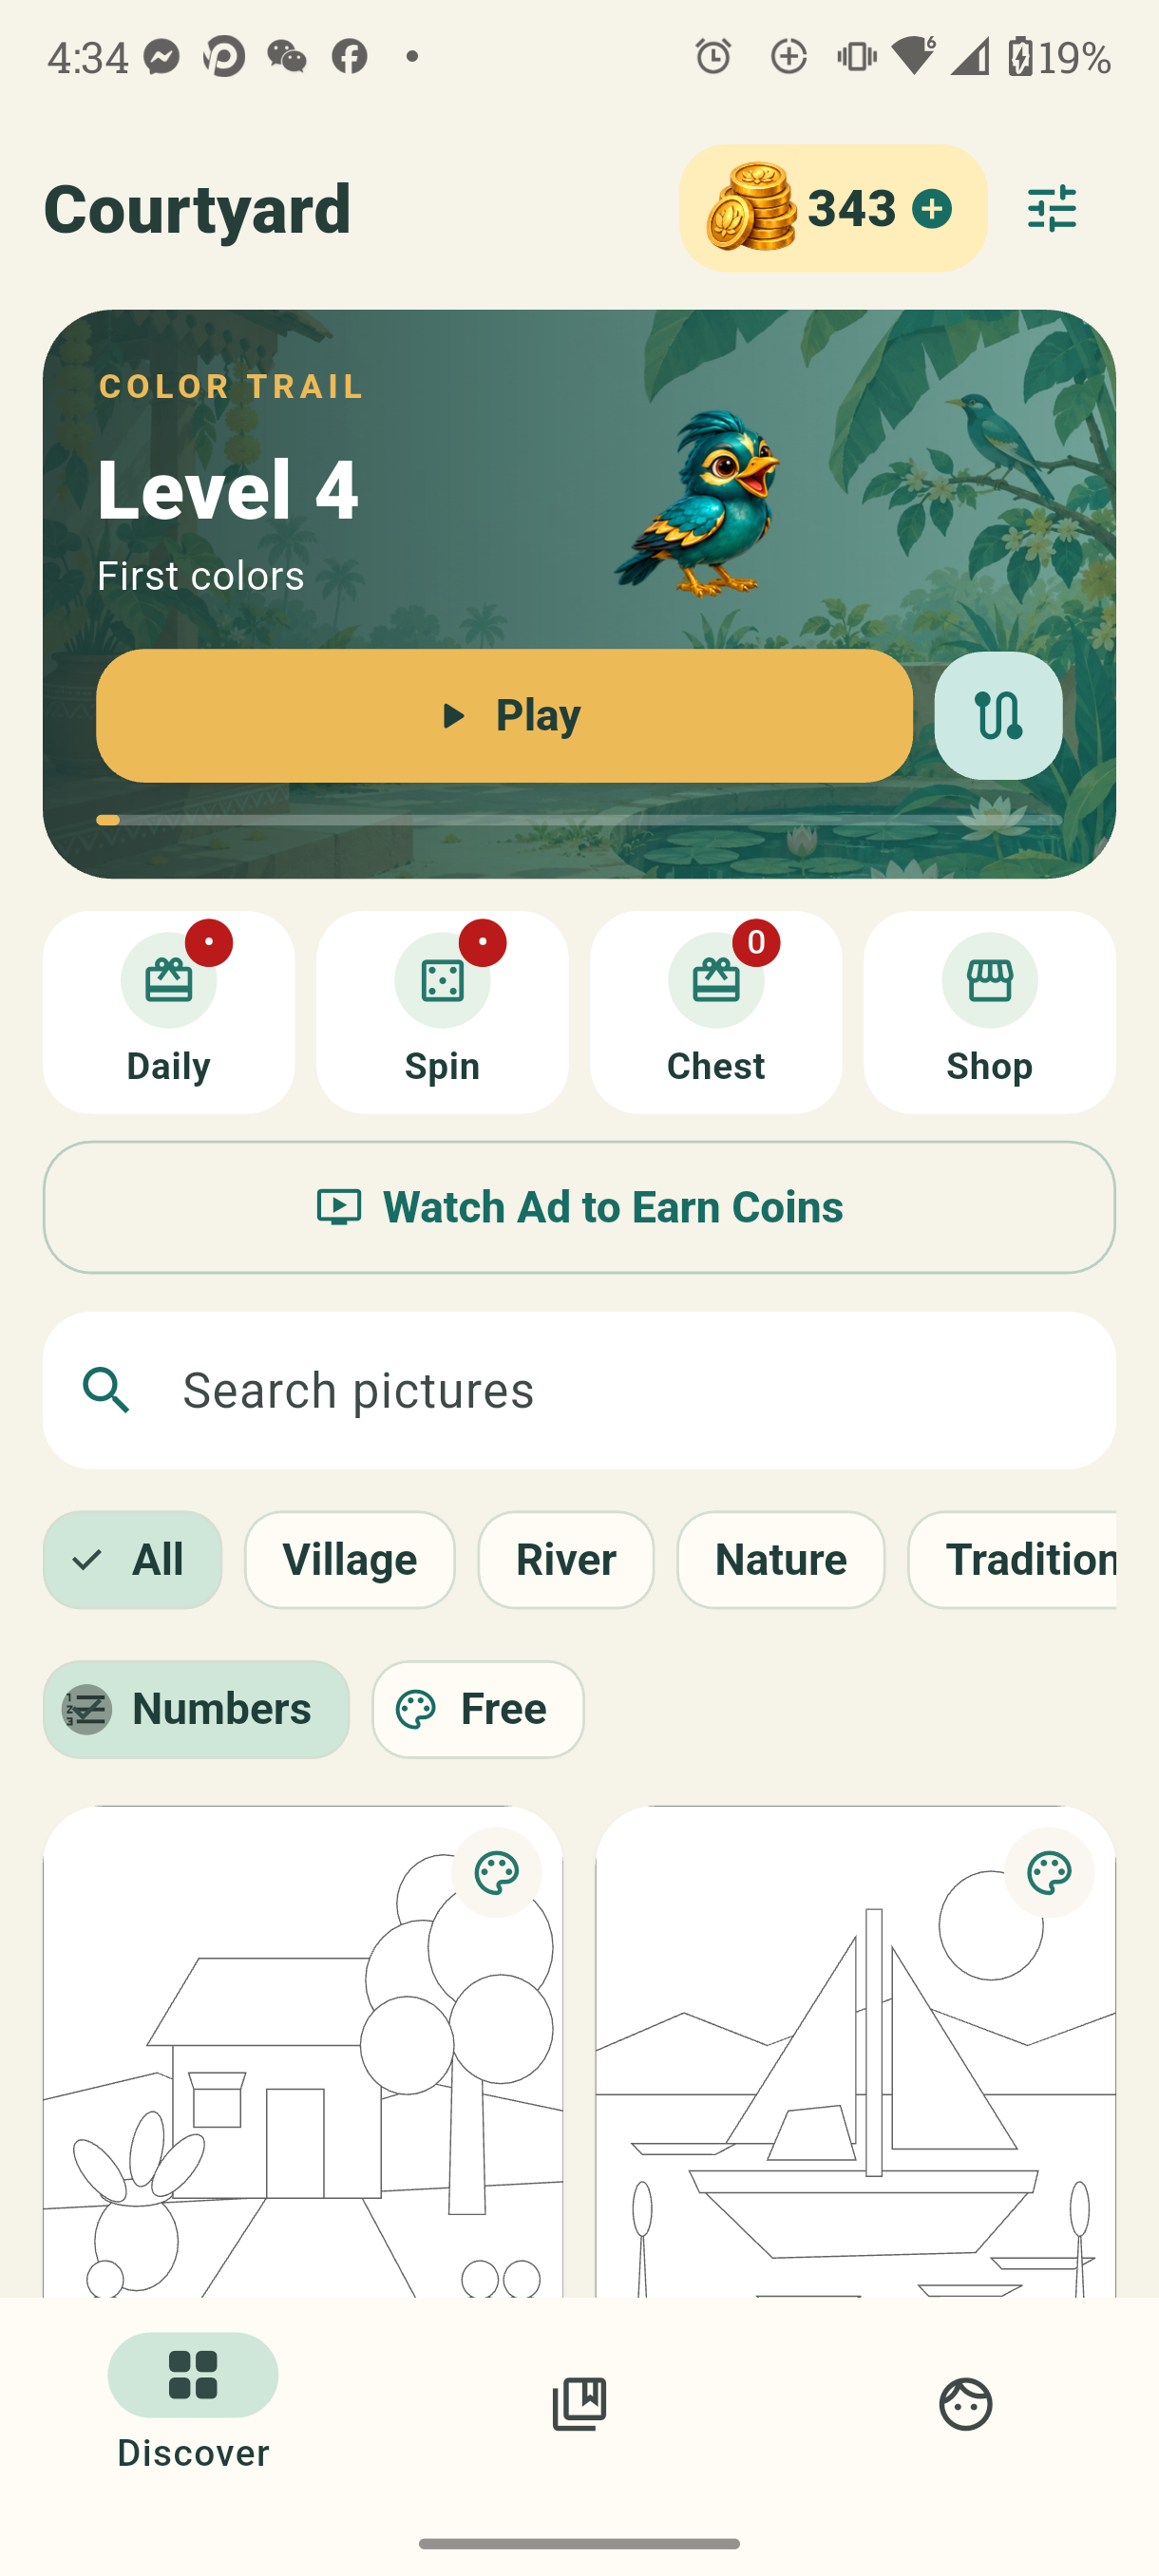 4:34
19%
Courtyard
343
COLOR TRAIL
Level 4
First colors
Play
Daily
Spin
0
Chest
Shop
Watch Ad to Earn Coins
Search pictures
All
Village
River
Nature
Tradition
Numbers
Free
Discover